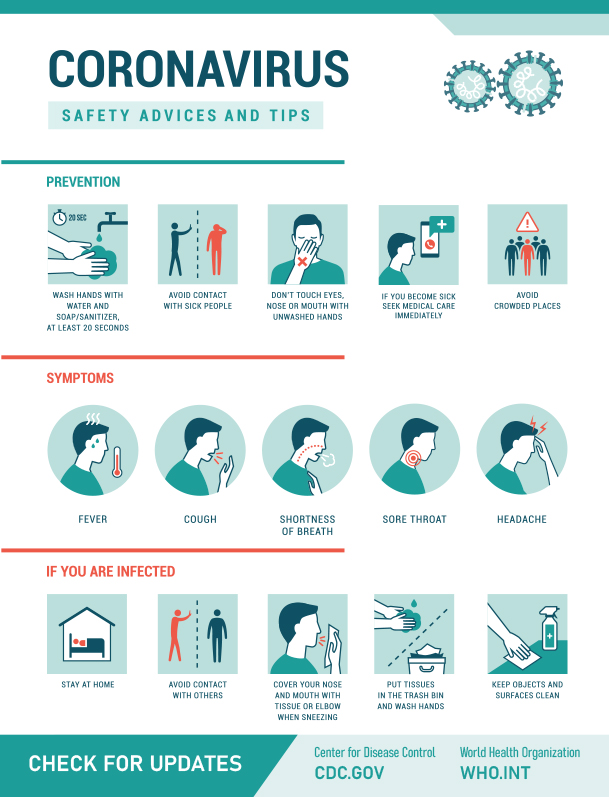 CORONAVIRUS
SAFETY ADVICES AND TIPS
PREVENTION
20 SEC
WASH HANDS WITH
WATER AND
SOAP/SANITIZER,
AT LEAST 20 SECONDS
AVOID CONTACT
WITH SICK PEOPLE
DON'T TOUCH EYES,
NOSE OR MOUTH WITH
UNWASHED HANDS
IF YOU BECOME SICK
SEEK MEDICAL CARE
IMMEDIATELY
AVOID
CROWDED PLACES
SYMPTOMS
FEVER
COUGH
SHORTNESS
OF BREATH
SORE THROAT
HEADACHE
IF YOU ARE INFECTED
STAY AT HOME
AVOID CONTACT
WITH OTHERS
COVER YOUR NOSE
AND MOUTH WITH
TISSUE OR ELBOW
WHEN SNEEZING
PUT TISSUES
IN THE TRASH BIN
AND WASH HANDS
KEEP OBJECTS AND
SURFACES CLEAN
CHECK FOR UPDATES
Center for Disease Control
CDC.GOV
World Health Organization
WHO.INT